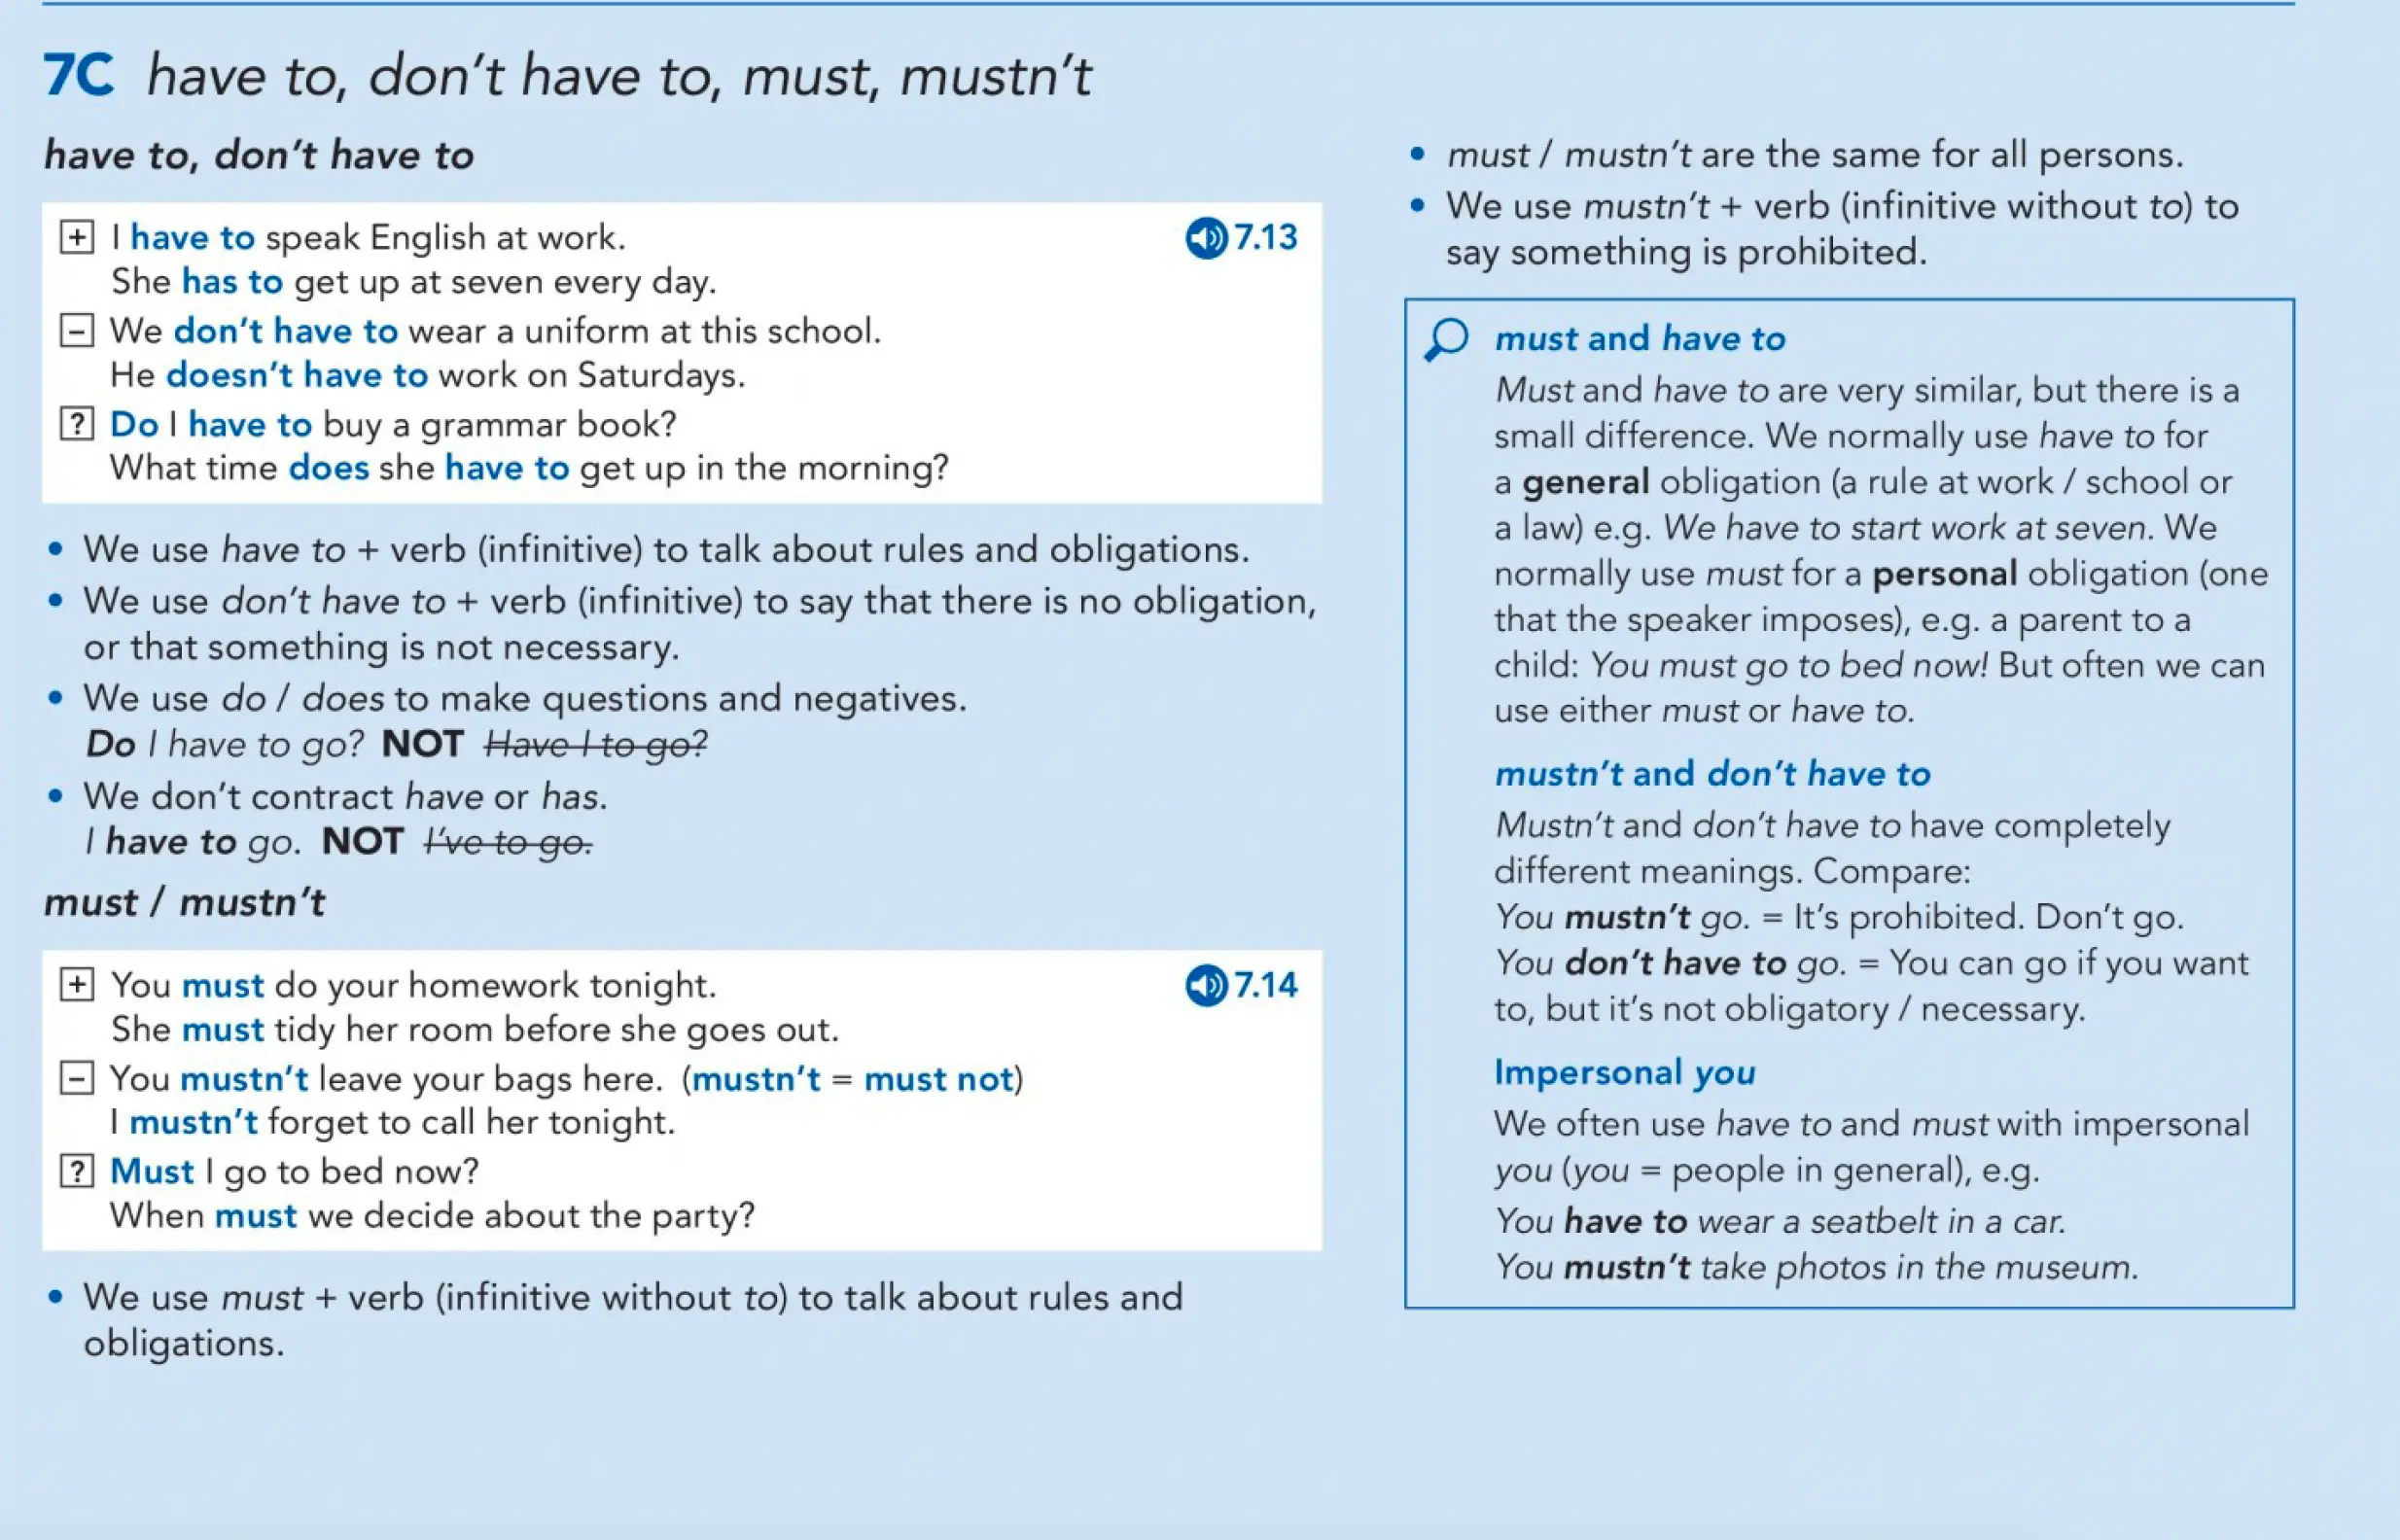 7C have to, don't have to, must, mustn't
have to, don't have to
+ I have to speak English at work. 7.13
She has to get up at seven every day.
− We don't have to wear a uniform at this school.
He doesn't have to work on Saturdays.
? Do I have to buy a grammar book?
What time does she have to get up in the morning?
• We use have to + verb (infinitive) to talk about rules and obligations.
• We use don't have to + verb (infinitive) to say that there is no obligation,
or that something is not necessary.
• We use do / does to make questions and negatives.
Do I have to go? NOT Have I to go?
• We don't contract have or has.
I have to go. NOT I've to go.
must / mustn't
+ You must do your homework tonight. 7.14
She must tidy her room before she goes out.
− You mustn't leave your bags here. (mustn't = must not)
I mustn't forget to call her tonight.
? Must I go to bed now?
When must we decide about the party?
• We use must + verb (infinitive without to) to talk about rules and
obligations.
• must / mustn't are the same for all persons.
• We use mustn't + verb (infinitive without to) to
say something is prohibited.
must and have to
Must and have to are very similar, but there is a
small difference. We normally use have to for
a general obligation (a rule at work / school or
a law) e.g. We have to start work at seven. We
normally use must for a personal obligation (one
that the speaker imposes), e.g. a parent to a
child: You must go to bed now! But often we can
use either must or have to.
mustn't and don't have to
Mustn't and don't have to have completely
different meanings. Compare:
You mustn't go. = It's prohibited. Don't go.
You don't have to go. = You can go if you want
to, but it's not obligatory / necessary.
Impersonal you
We often use have to and must with impersonal
you (you = people in general), e.g.
You have to wear a seatbelt in a car.
You mustn't take photos in the museum.